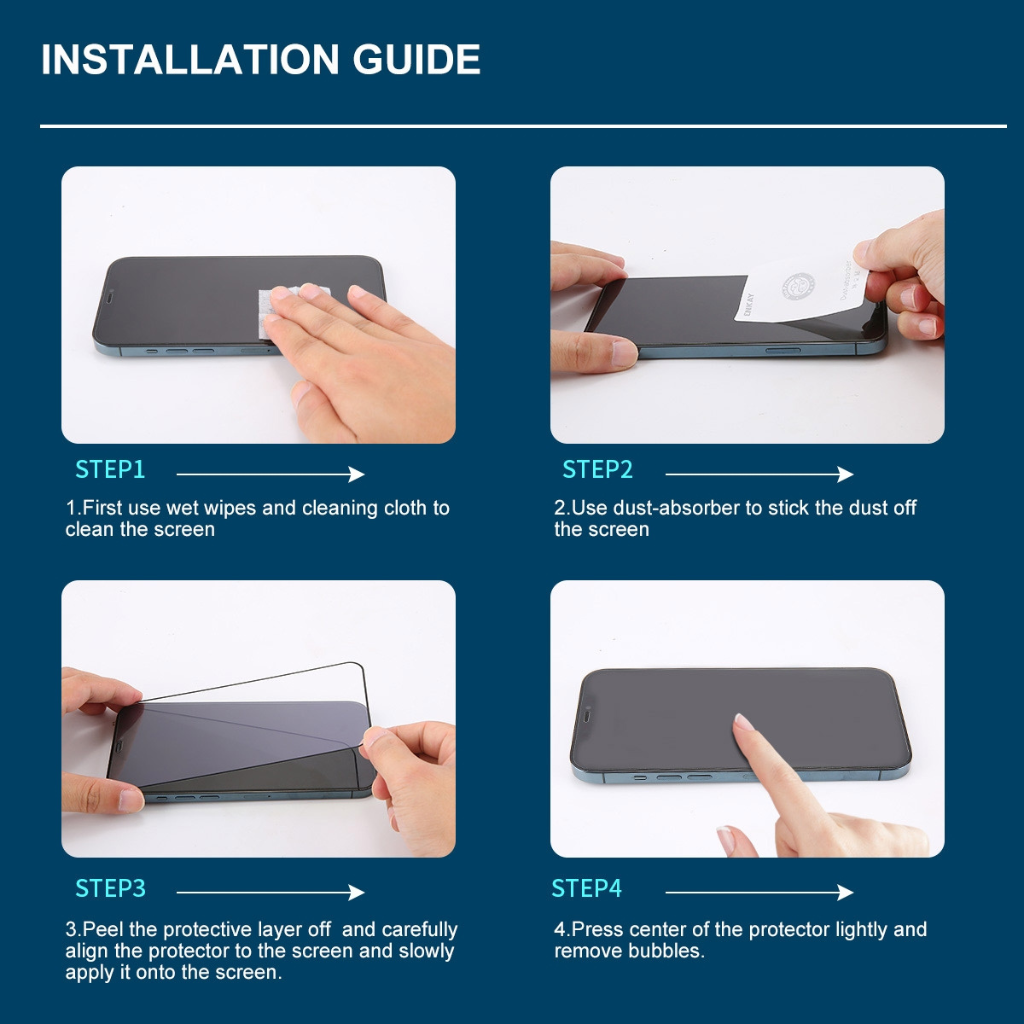 INSTALLATION GUIDE
STEP1
1.First use wet wipes and cleaning cloth to
clean the screen
ENKAY
STEP2
2.Use dust-absorber to stick the dust off
the screen
STEP3
3.Peel the protective layer off  and carefully
align the protector to the screen and slowly
apply it onto the screen.
STEP4
4.Press center of the protector lightly and
remove bubbles.